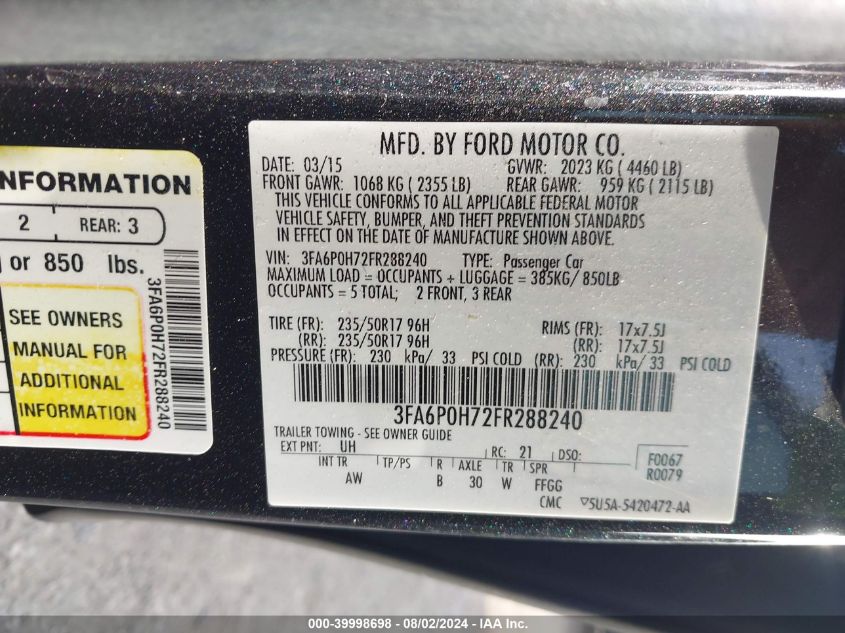 NFORMATION
2 REAR: 3
or 850 lbs.
SEE OWNERS
MANUAL FOR
ADDITIONAL
INFORMATION
3FA6P0H72FR288240
MFD. BY FORD MOTOR CO.
DATE: 03/15 GVWR: 2023 KG ( 4460 LB)
FRONT GAWR: 1068 KG ( 2355 LB) REAR GAWR: 959 KG ( 2115 LB)
THIS VEHICLE CONFORMS TO ALL APPLICABLE FEDERAL MOTOR
VEHICLE SAFETY, BUMPER, AND THEFT PREVENTION STANDARDS
IN EFFECT ON THE DATE OF MANUFACTURE SHOWN ABOVE.
VIN: 3FA6P0H72FR288240 TYPE: Passenger Car
MAXIMUM LOAD = OCCUPANTS + LUGGAGE = 385KG/ 850LB
OCCUPANTS = 5 TOTAL; 2 FRONT, 3 REAR
TIRE (FR): 235/50R17 96H RIMS (FR): 17x7.5J
(RR): 235/50R17 96H (RR): 17x7.5J
PRESSURE (FR): 230 kPa/ 33 PSI COLD (RR): 230 kPa/ 33 PSI COLD
3FA6P0H72FR288240
TRAILER TOWING - SEE OWNER GUIDE
EXT PNT: UH RC: 21 DSO: F0067
R0079
INT TR TP/PS R AXLE TR SPR
AW B 30 W FFGG
CMC ▽5U5A-5420472-AA
000-39998698 - 08/02/2024 - IAA Inc.